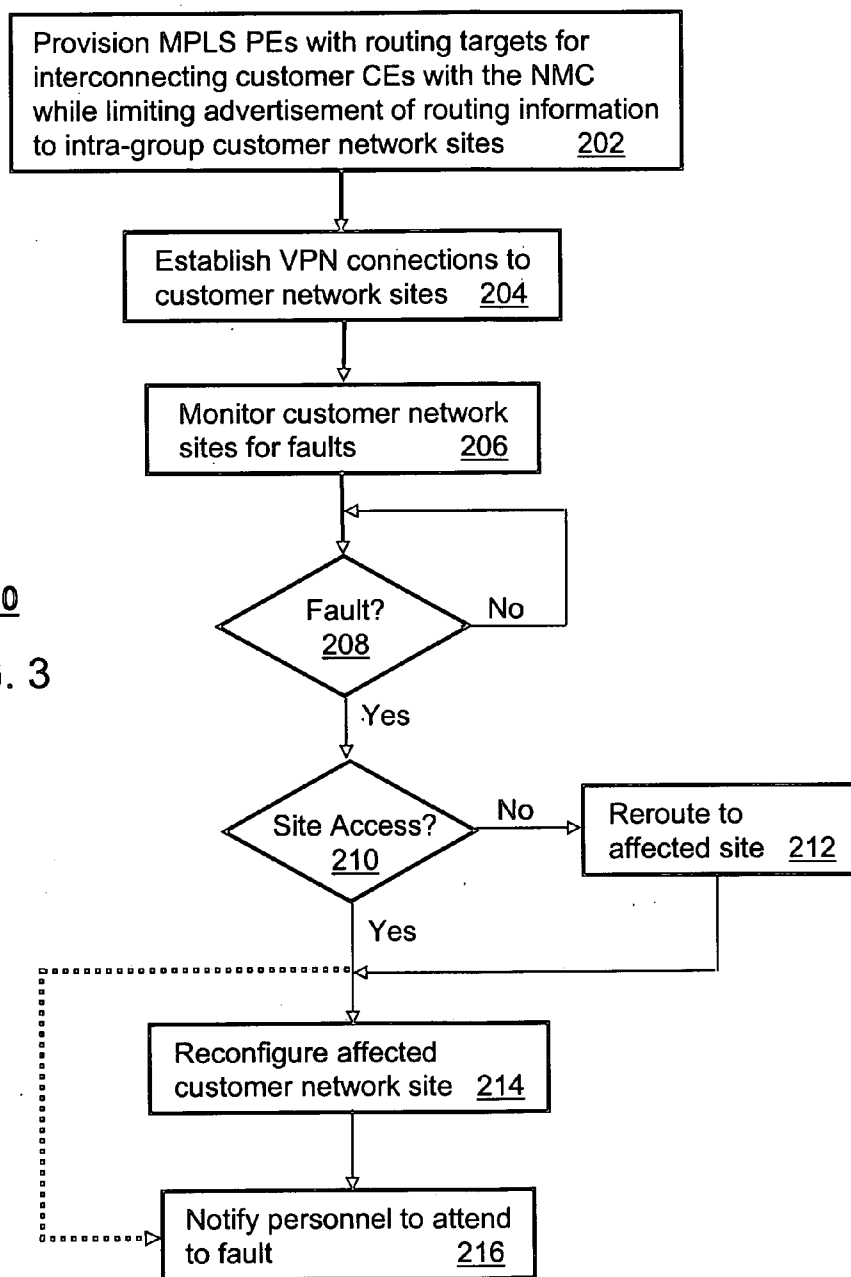 Provision MPLS PEs with routing targets for
interconnecting customer CEs with the NMC
while limiting advertisement of routing information
to intra-group customer network sites 202
Establish VPN connections to
customer network sites 204
Monitor customer network
sites for faults 206
Fault?
208
No
Yes
0
. 3
Site Access?
210
No
Reroute to
affected site 212
Yes
Reconfigure affected
customer network site 214
Notify personnel to attend
to fault 216